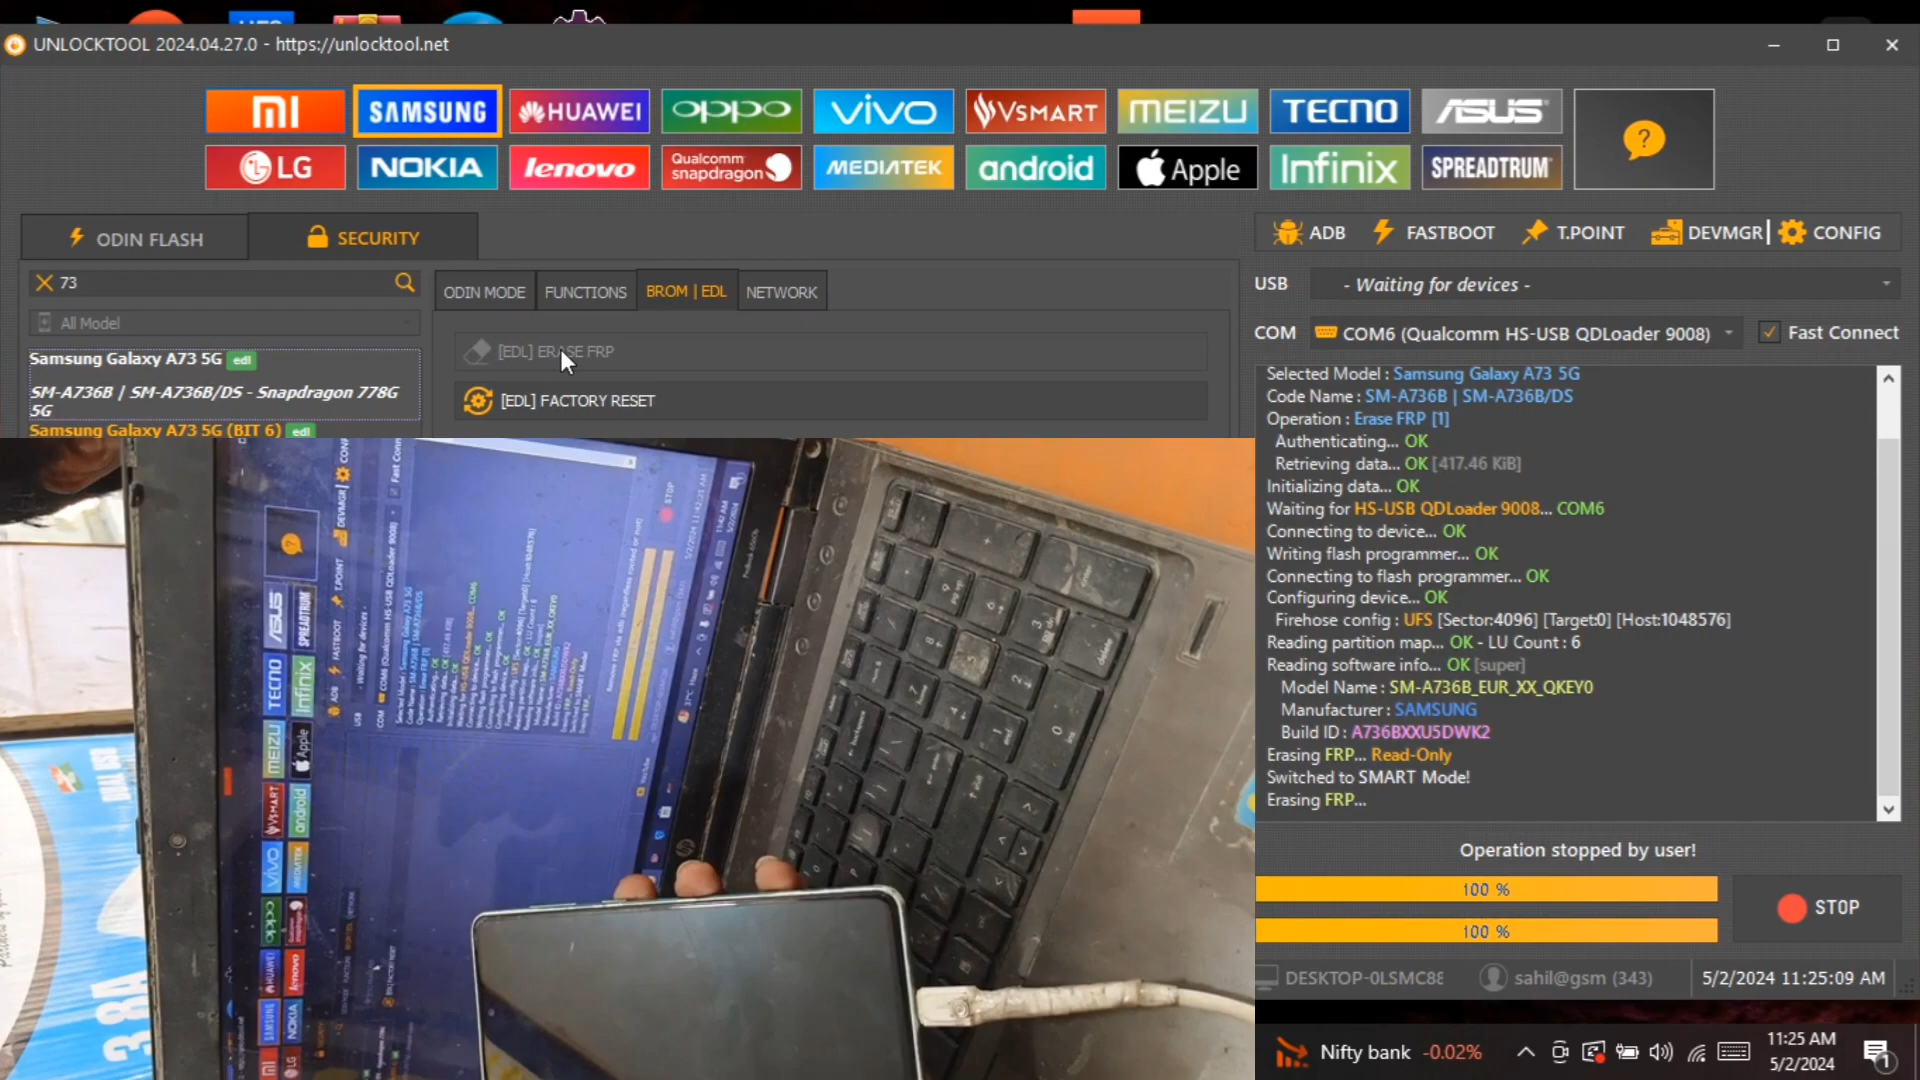 UNLOCKTOOL 2024.04.27.0 - https://unlocktool.net
MI SAMSUNG HUAWEI oppo vivo VSMART MEIZU TECNO ASUS ?
LG NOKIA lenovo Qualcomm snapdragon MEDIATEK android Apple Infinix SPREADTRUM
ODIN FLASH SECURITY
ADB FASTBOOT T.POINT DEVMGR CONFIG
73
All Model
Samsung Galaxy A73 5G edl
SM-A736B | SM-A736B/DS - Snapdragon 778G
5G
Samsung Galaxy A73 5G (BIT 6) edl
ODIN MODE FUNCTIONS BROM | EDL NETWORK
[EDL] ERASE FRP
[EDL] FACTORY RESET
USB - Waiting for devices -
COM COM6 (Qualcomm HS-USB QDLoader 9008) Fast Connect
Selected Model : Samsung Galaxy A73 5G
Code Name : SM-A736B | SM-A736B/DS
Operation : Erase FRP [1]
Authenticating... OK
Retrieving data... OK [417.46 KiB]
Initializing data... OK
Waiting for HS-USB QDLoader 9008... COM6
Connecting to device... OK
Writing flash programmer... OK
Connecting to flash programmer... OK
Configuring device... OK
Firehose config : UFS [Sector:4096] [Target:0] [Host:1048576]
Reading partition map... OK - LU Count : 6
Reading software info... OK [super]
Model Name : SM-A736B_EUR_XX_QKEY0
Manufacturer : SAMSUNG
Build ID : A736BXXU5DWK2
Erasing FRP... Read-Only
Switched to SMART Mode!
Erasing FRP...
Operation stopped by user!
100 %
100 %
STOP
DESKTOP-0LSMC88 sahil@gsm (343) 5/2/2024 11:25:09 AM
Nifty bank -0.02% 11:25 AM
5/2/2024
1
3.8A